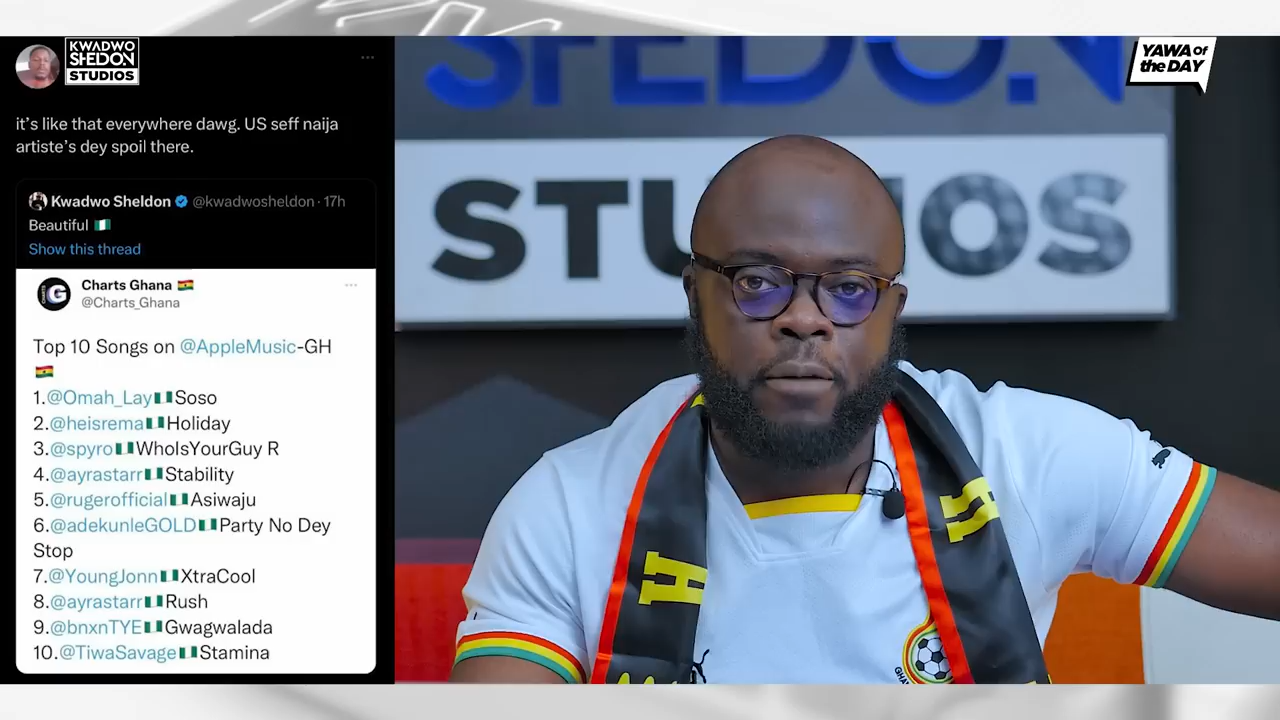 KWADWO
SHEDON
STUDIOS
it's like that everywhere dawg. US seff naija
artiste's dey spoil there.
Kwadwo Sheldon @kwadwosheldon · 17h
Beautiful 🇳🇬
Show this thread
Charts Ghana 🇬🇭
@Charts_Ghana
Top 10 Songs on @AppleMusic-GH
🇬🇭
1.@Omah_Lay🇳🇬Soso
2.@heisrema🇳🇬Holiday
3.@spyro🇳🇬WhoIsYourGuy R
4.@ayrastarr🇳🇬Stability
5.@rugerofficial🇳🇬Asiwaju
6.@adekunleGOLD🇳🇬Party No Dey
Stop
7.@YoungJonn🇳🇬XtraCool
8.@ayrastarr🇳🇬Rush
9.@bnxnTYE🇳🇬Gwagwalada
10.@TiwaSavage🇳🇬Stamina
SHEDON.
STUDIOS
YAWA of
the DAY